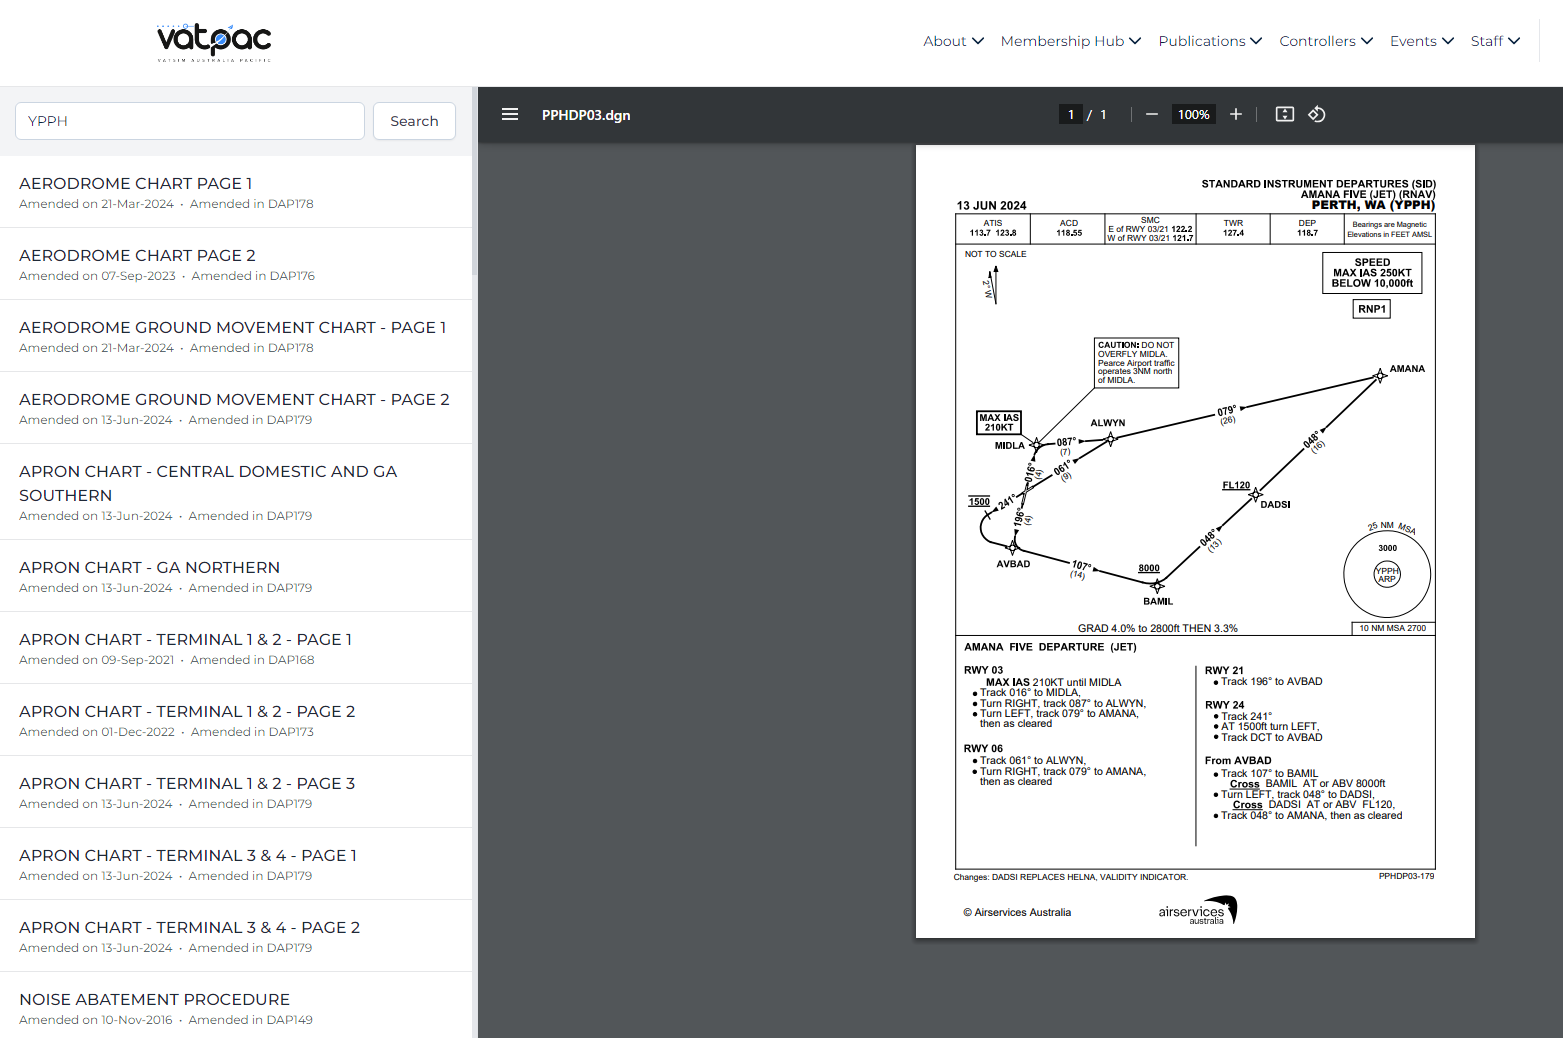 vatpac
VATSIM AUSTRALIA PACIFIC
About
Membership Hub
Publications
Controllers
Events
Staff
YPPH
Search
AERODROME CHART PAGE 1
Amended on 21-Mar-2024 • Amended in DAP178
AERODROME CHART PAGE 2
Amended on 07-Sep-2023 • Amended in DAP176
AERODROME GROUND MOVEMENT CHART - PAGE 1
Amended on 21-Mar-2024 • Amended in DAP178
AERODROME GROUND MOVEMENT CHART - PAGE 2
Amended on 13-Jun-2024 • Amended in DAP179
APRON CHART - CENTRAL DOMESTIC AND GA
SOUTHERN
Amended on 13-Jun-2024 • Amended in DAP179
APRON CHART - GA NORTHERN
Amended on 13-Jun-2024 • Amended in DAP179
APRON CHART - TERMINAL 1 & 2 - PAGE 1
Amended on 09-Sep-2021 • Amended in DAP168
APRON CHART - TERMINAL 1 & 2 - PAGE 2
Amended on 01-Dec-2022 • Amended in DAP173
APRON CHART - TERMINAL 1 & 2 - PAGE 3
Amended on 13-Jun-2024 • Amended in DAP179
APRON CHART - TERMINAL 3 & 4 - PAGE 1
Amended on 13-Jun-2024 • Amended in DAP179
APRON CHART - TERMINAL 3 & 4 - PAGE 2
Amended on 13-Jun-2024 • Amended in DAP179
NOISE ABATEMENT PROCEDURE
Amended on 10-Nov-2016 • Amended in DAP149
PPHDP03.dgn
1 / 1
100%
STANDARD INSTRUMENT DEPARTURES (SID)
AMANA FIVE (JET) (RNAV)
13 JUN 2024
PERTH, WA (YPPH)
ATIS
113.7 123.8
ACD
118.55
SMC
E of RWY 03/21 122.2
W of RWY 03/21 121.7
TWR
127.4
DEP
118.7
Bearings are Magnetic
Elevations in FEET AMSL
NOT TO SCALE
2° W
SPEED
MAX IAS 250KT
BELOW 10,000ft
RNP1
CAUTION: DO NOT
OVERFLY MIDLA.
Pearce Airport traffic
operates 3NM north
of MIDLA.
AMANA
079°
(26)
MAX IAS
210KT
ALWYN
MIDLA
087°
(7)
048°
(16)
016°
(4)
061°
(9)
FL120
DADSI
1500
241°
196°
(4)
25 NM MSA
3000
YPPH
ARP
048°
(13)
AVBAD
107°
(14)
8000
BAMIL
GRAD 4.0% to 2800ft THEN 3.3%
10 NM MSA 2700
AMANA FIVE DEPARTURE (JET)
RWY 03
MAX IAS 210KT until MIDLA
• Track 016° to MIDLA,
• Turn RIGHT, track 087° to ALWYN,
• Turn LEFT, track 079° to AMANA,
then as cleared
RWY 06
• Track 061° to ALWYN,
• Turn RIGHT, track 079° to AMANA,
then as cleared
RWY 21
• Track 196° to AVBAD
RWY 24
• Track 241°
• AT 1500ft turn LEFT,
• Track DCT to AVBAD
From AVBAD
• Track 107° to BAMIL
Cross BAMIL AT or ABV 8000ft
• Turn LEFT, track 048° to DADSI,
Cross DADSI AT or ABV FL120,
• Track 048° to AMANA, then as cleared
Changes: DADSI REPLACES HELNA, VALIDITY INDICATOR.
PPHDP03-179
© Airservices Australia
airservices
australia